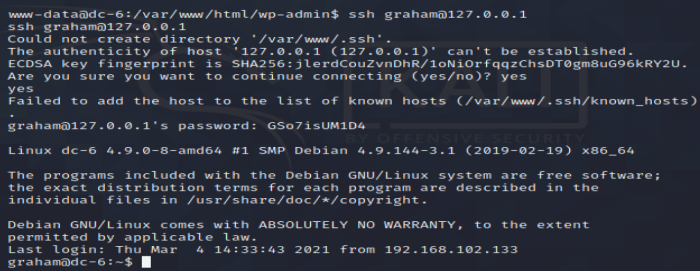 www-data@dc-6:/var/www/html/wp-admin$ ssh graham@127.0.0.1
ssh graham@127.0.0.1
Could not create directory '/var/www/.ssh'.
The authenticity of host '127.0.0.1 (127.0.0.1)' can't be established.
ECDSA key fingerprint is SHA256:jlerdCouZvnDhR/1oNiOrfqqzChsDT0gm8uG96kRY2U.
Are you sure you want to continue connecting (yes/no)? yes
yes
Failed to add the host to the list of known hosts (/var/www/.ssh/known_hosts)
.
graham@127.0.0.1's password: GSo7isUM1D4
KALI
BY OFFENSIVE SECURITY
Linux dc-6 4.9.0-8-amd64 #1 SMP Debian 4.9.144-3.1 (2019-02-19) x86_64
The programs included with the Debian GNU/Linux system are free software;
the exact distribution terms for each program are described in the
individual files in /usr/share/doc/*/copyright.
Debian GNU/Linux comes with ABSOLUTELY NO WARRANTY, to the extent
permitted by applicable law.
Last login: Thu Mar  4 14:33:43 2021 from 192.168.102.133
graham@dc-6:~$